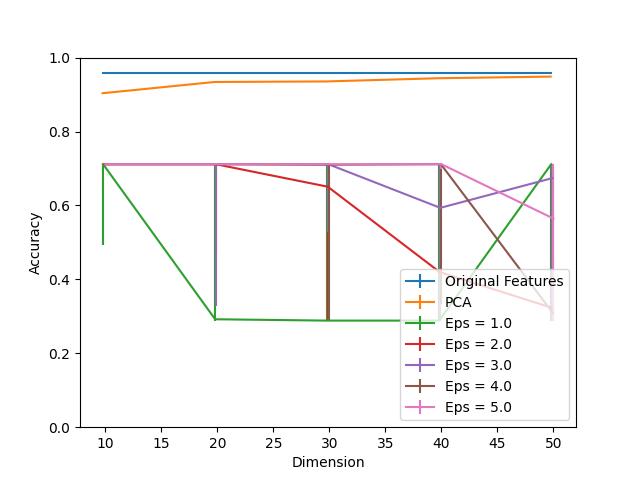 1.0
0.8
0.6
0.4
0.2
0.0
Accuracy
10 15 20 25 30 35 40 45 50
Dimension
Original Features
PCA
Eps = 1.0
Eps = 2.0
Eps = 3.0
Eps = 4.0
Eps = 5.0